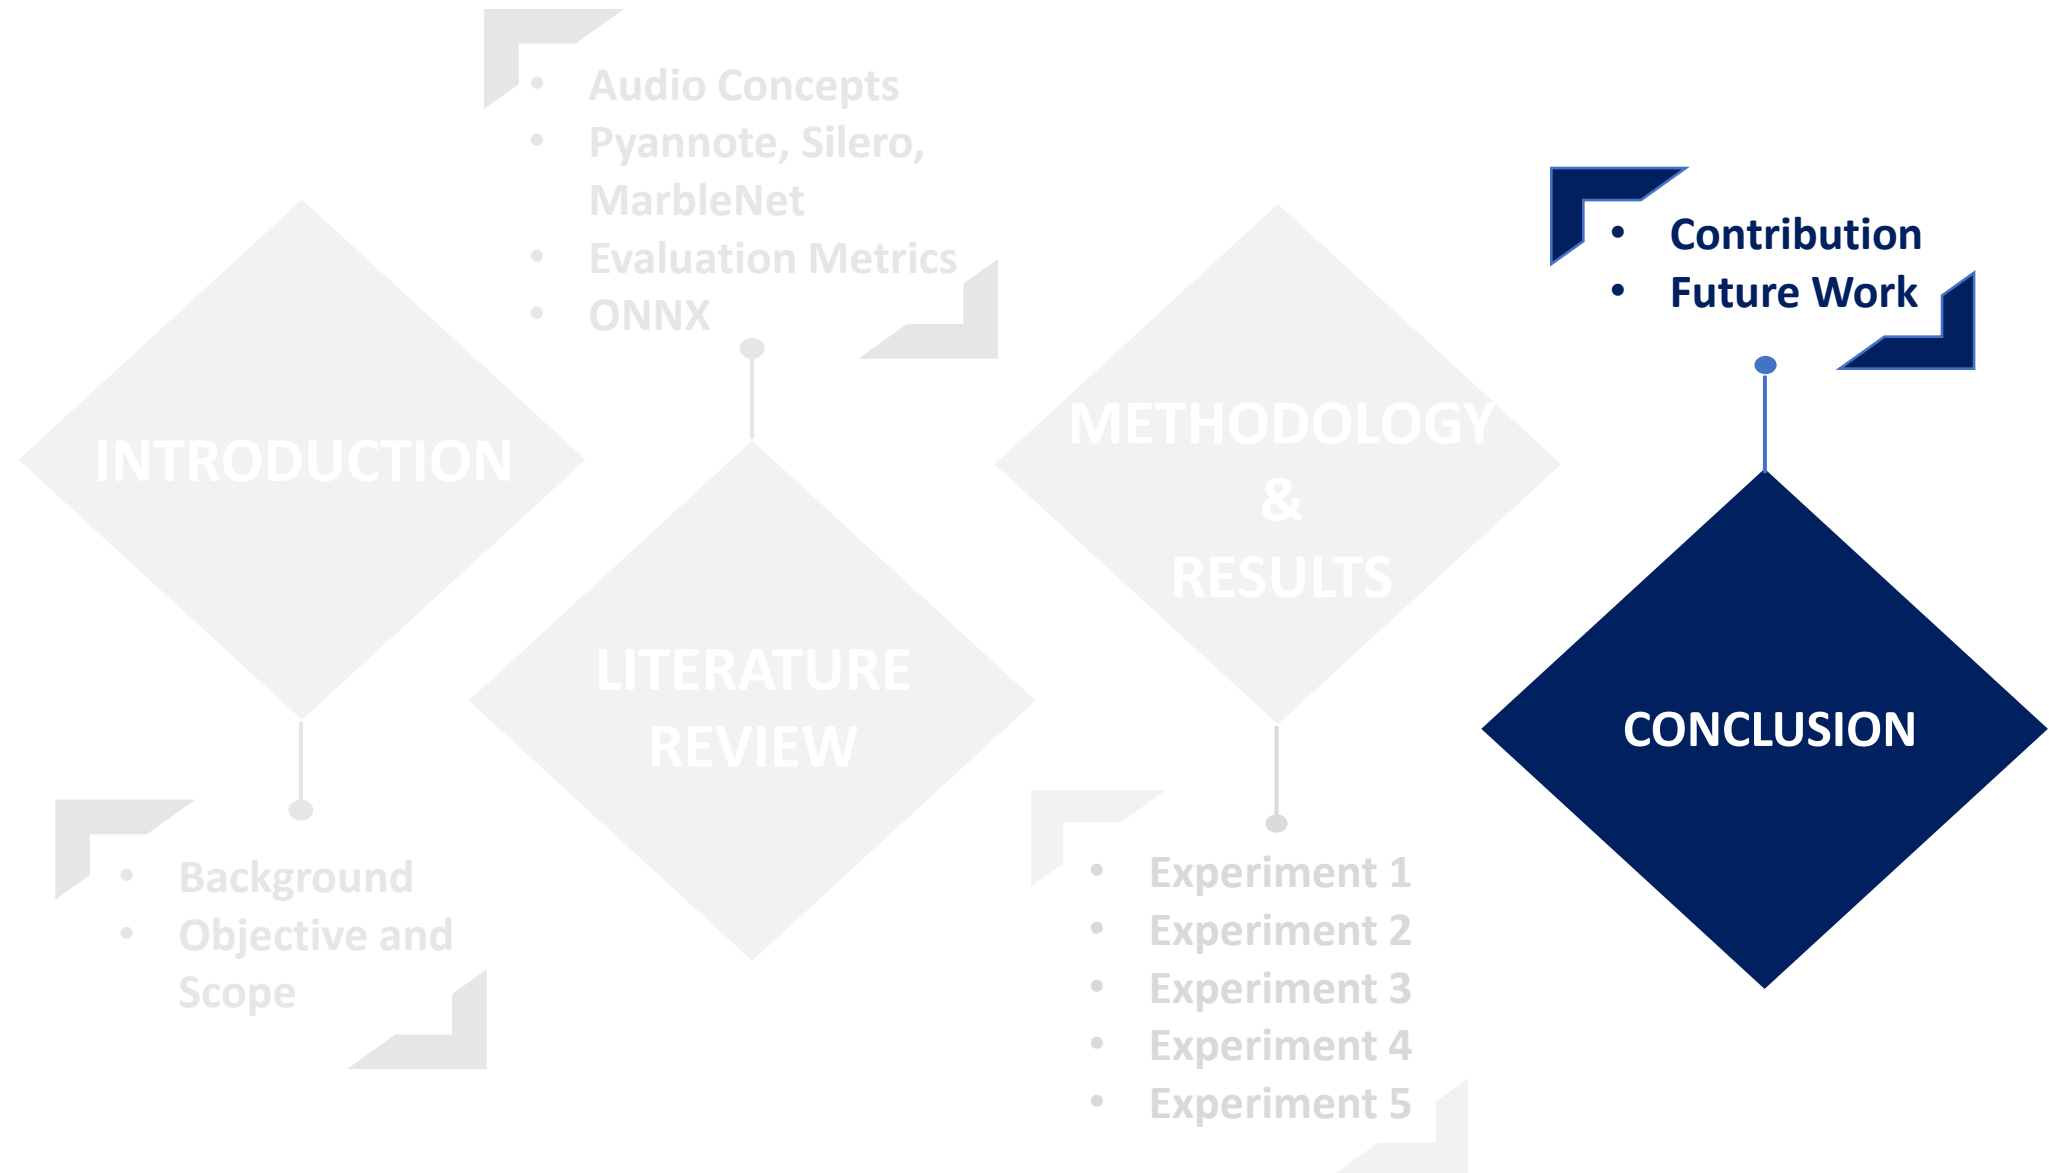 INTRODUCTION
• Background
• Objective and
Scope
• Audio Concepts
• Pyannote, Silero,
MarbleNet
• Evaluation Metrics
• ONNX
LITERATURE
REVIEW
METHODOLOGY
&
RESULTS
• Experiment 1
• Experiment 2
• Experiment 3
• Experiment 4
• Experiment 5
• Contribution
• Future Work
CONCLUSION